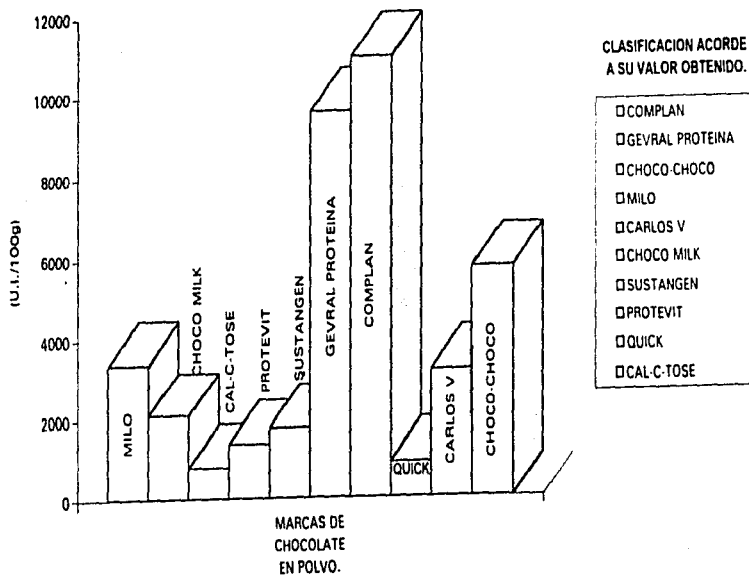 12000
10000
8000
6000
4000
2000
0
(U.I./100g)
MILO
CHOCO MILK
CAL-C-TOSE
PROTEVIT
SUSTANGEN
GEVRAL PROTEINA
COMPLAN
QUICK
CARLOS V
CHOCO-CHOCO
MARCAS DE
CHOCOLATE
EN POLVO.
CLASIFICACION ACORDE
A SU VALOR OBTENIDO.
COMPLAN
GEVRAL PROTEINA
CHOCO-CHOCO
MILO
CARLOS V
CHOCO MILK
SUSTANGEN
PROTEVIT
QUICK
CAL-C-TOSE